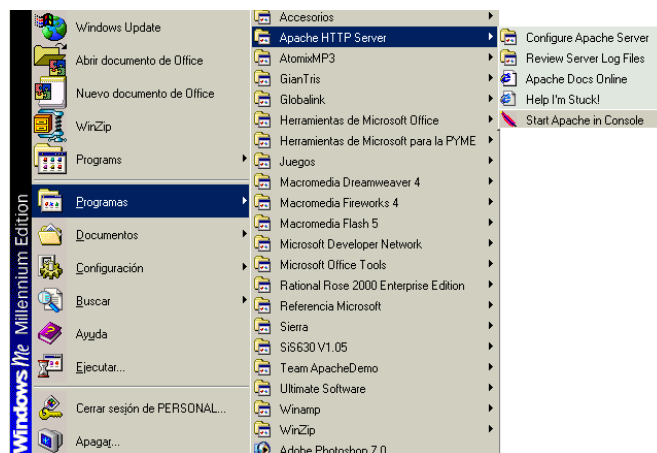 Windows Update
Abrir documento de Office
Nuevo documento de Office
WinZip
Programs
Programas
Documentos
Configuración
Buscar
Ayuda
Ejecutar...
Cerrar sesión de PERSONAL...
Apagar...
Windows Me Millennium Edition
Accesorios
Apache HTTP Server
AtomixMP3
GianTris
Globalink
Herramientas de Microsoft Office
Herramientas de Microsoft para la PYME
Juegos
Macromedia Dreamweaver 4
Macromedia Fireworks 4
Macromedia Flash 5
Microsoft Developer Network
Microsoft Office Tools
Rational Rose 2000 Enterprise Edition
Referencia Microsoft
Sierra
SiS630 V1.05
Team ApacheDemo
Ultimate Software
Winamp
WinZip
Adobe Photoshop 7.0
Configure Apache Server
Review Server Log Files
Apache Docs Online
Help I'm Stuck!
Start Apache in Console